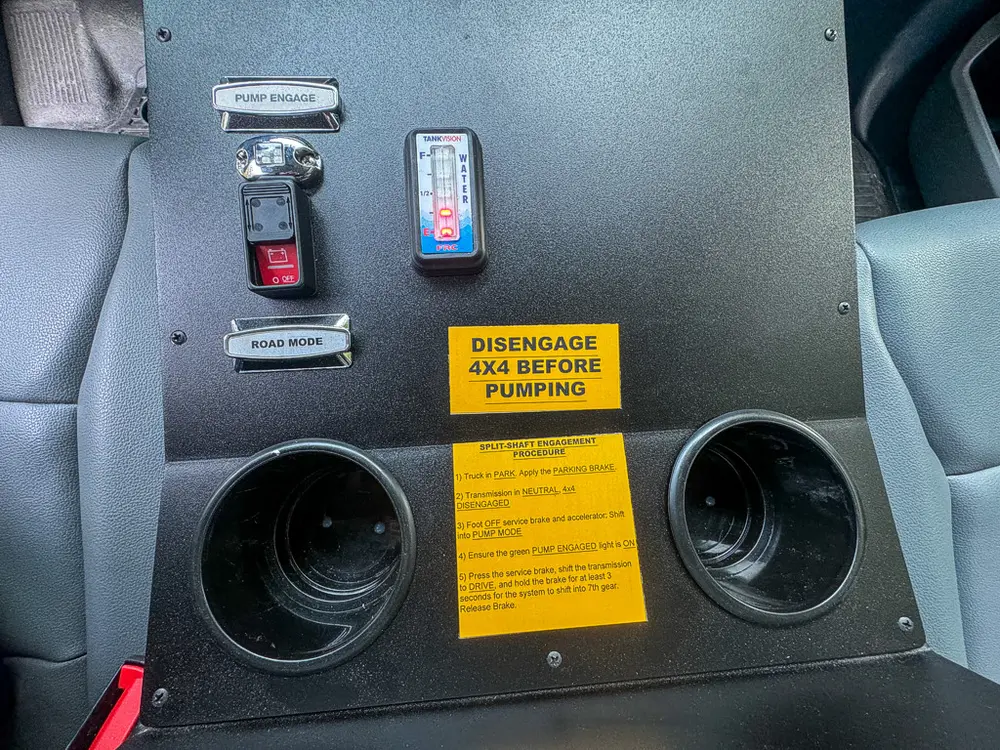 PUMP ENGAGE
TANKVISION
F
WATER
1/2
E
FRC
OFF
ROAD MODE
DISENGAGE
4X4 BEFORE
PUMPING
SPLIT-SHAFT ENGAGEMENT
PROCEDURE
1) Truck in PARK. Apply the PARKING BRAKE.
2) Transmission in NEUTRAL, 4x4
DISENGAGED
3) Foot OFF service brake and accelerator. Shift
into PUMP MODE
4) Ensure the green PUMP ENGAGED light is ON
5) Press the service brake, shift the transmission
to DRIVE, and hold the brake for at least 3
seconds for the system to shift into 7th gear.
Release Brake.